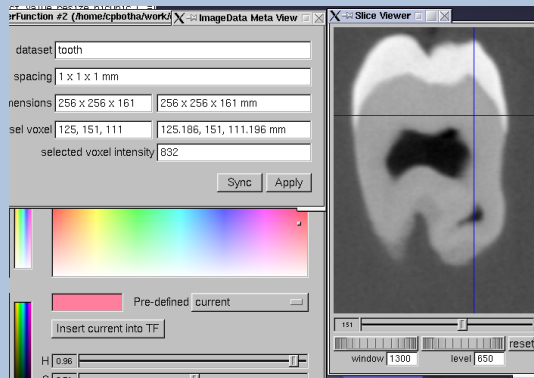 erFunction #2 (/home/cpbotha/work/
ImageData Meta View
Slice Viewer
dataset tooth
spacing 1 x 1 x 1 mm
mensions 256 x 256 x 161 256 x 256 x 161 mm
sel voxel 125, 151, 111 125.186, 151, 111.196 mm
selected voxel intensity 832
Sync Apply
Pre-defined current
Insert current into TF
H 0.96
151
window 1300 level 650 reset